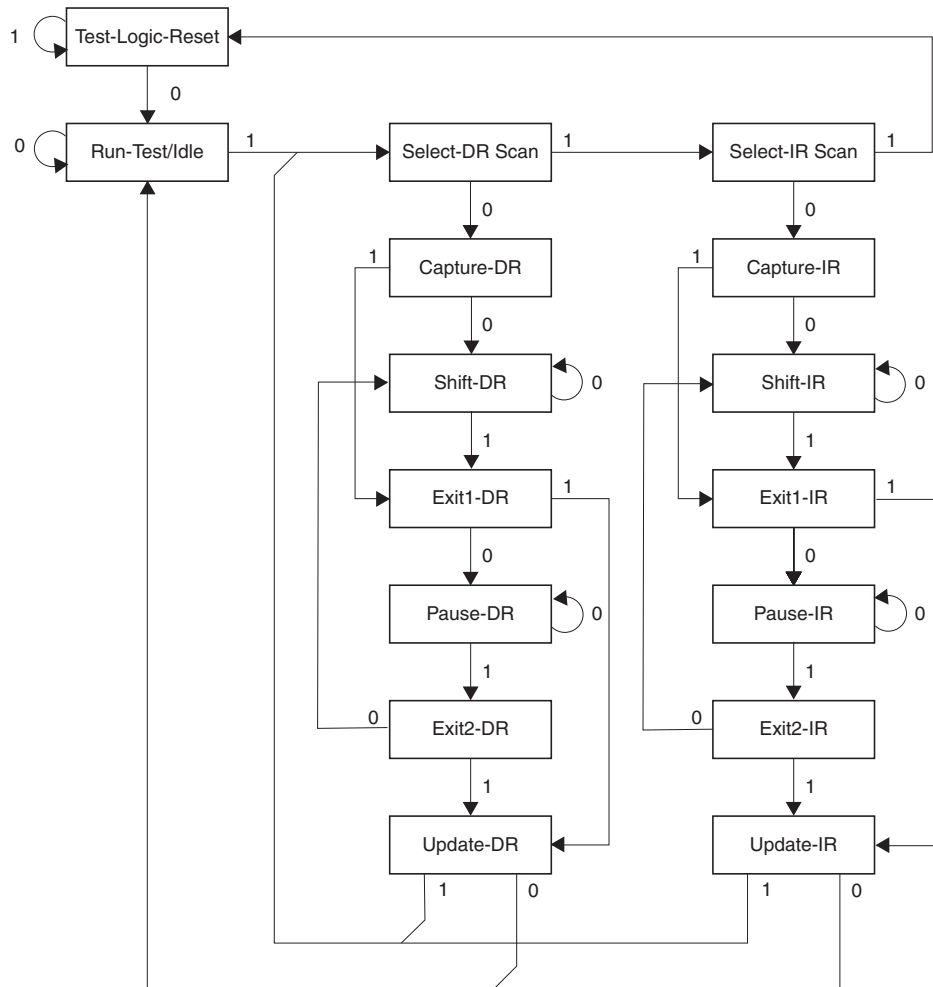 1
Test-Logic-Reset
0
0
Run-Test/Idle
1
Select-DR Scan
1
Select-IR Scan
1
0
0
1
Capture-DR
1
Capture-IR
0
0
Shift-DR
0
Shift-IR
0
1
1
Exit1-DR
1
Exit1-IR
1
0
0
Pause-DR
0
Pause-IR
0
1
1
0
Exit2-DR
0
Exit2-IR
1
1
Update-DR
Update-IR
1
0
1
0